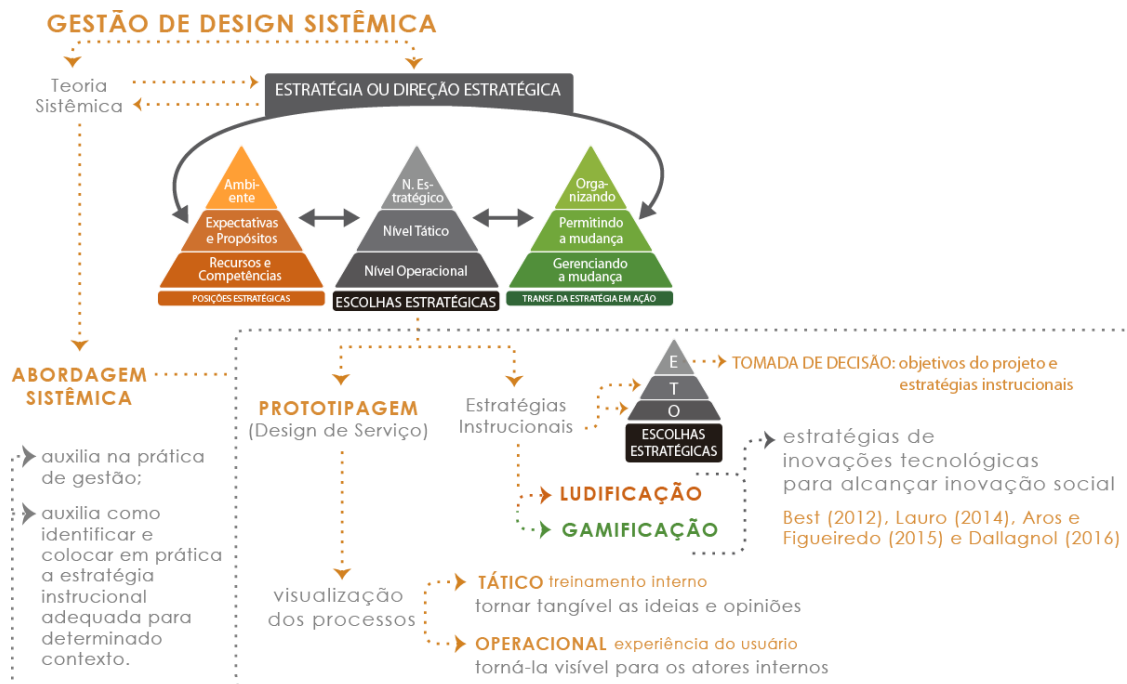 GESTÃO DE DESIGN SISTÊMICA
Teoria
Sistêmica
ESTRATÉGIA OU DIREÇÃO ESTRATÉGICA
Ambi-
ente
Expectativas
e Propósitos
Recursos e
Competências
POSIÇÕES ESTRATÉGICAS
N. Es-
tratégico
Nível Tático
Nível Operacional
ESCOLHAS ESTRATÉGICAS
Orga-
nizando
Permitindo
a mudança
Gerenciando
a mudança
TRANSF. DA ESTRATÉGIA EM AÇÃO
ABORDAGEM
SISTÊMICA
auxilia na prática
de gestão;
auxilia como
identificar e
colocar em prática
a estratégia
instrucional
adequada para
determinado
contexto.
PROTOTIPAGEM
(Design de Serviço)
Estratégias
Instrucionais
E
T
O
ESCOLHAS
ESTRATÉGICAS
TOMADA DE DECISÃO: objetivos do projeto e
estratégias instrucionais
LUDIFICAÇÃO
GAMIFICAÇÃO
estratégias de
inovações tecnológicas
para alcançar inovação social
Best (2012), Lauro (2014), Aros e
Figueiredo (2015) e Dallagnol (2016)
visualização
dos processos
TÁTICO treinamento interno
tornar tangível as ideias e opiniões
OPERACIONAL experiência do usuário
torná-la visível para os atores internos